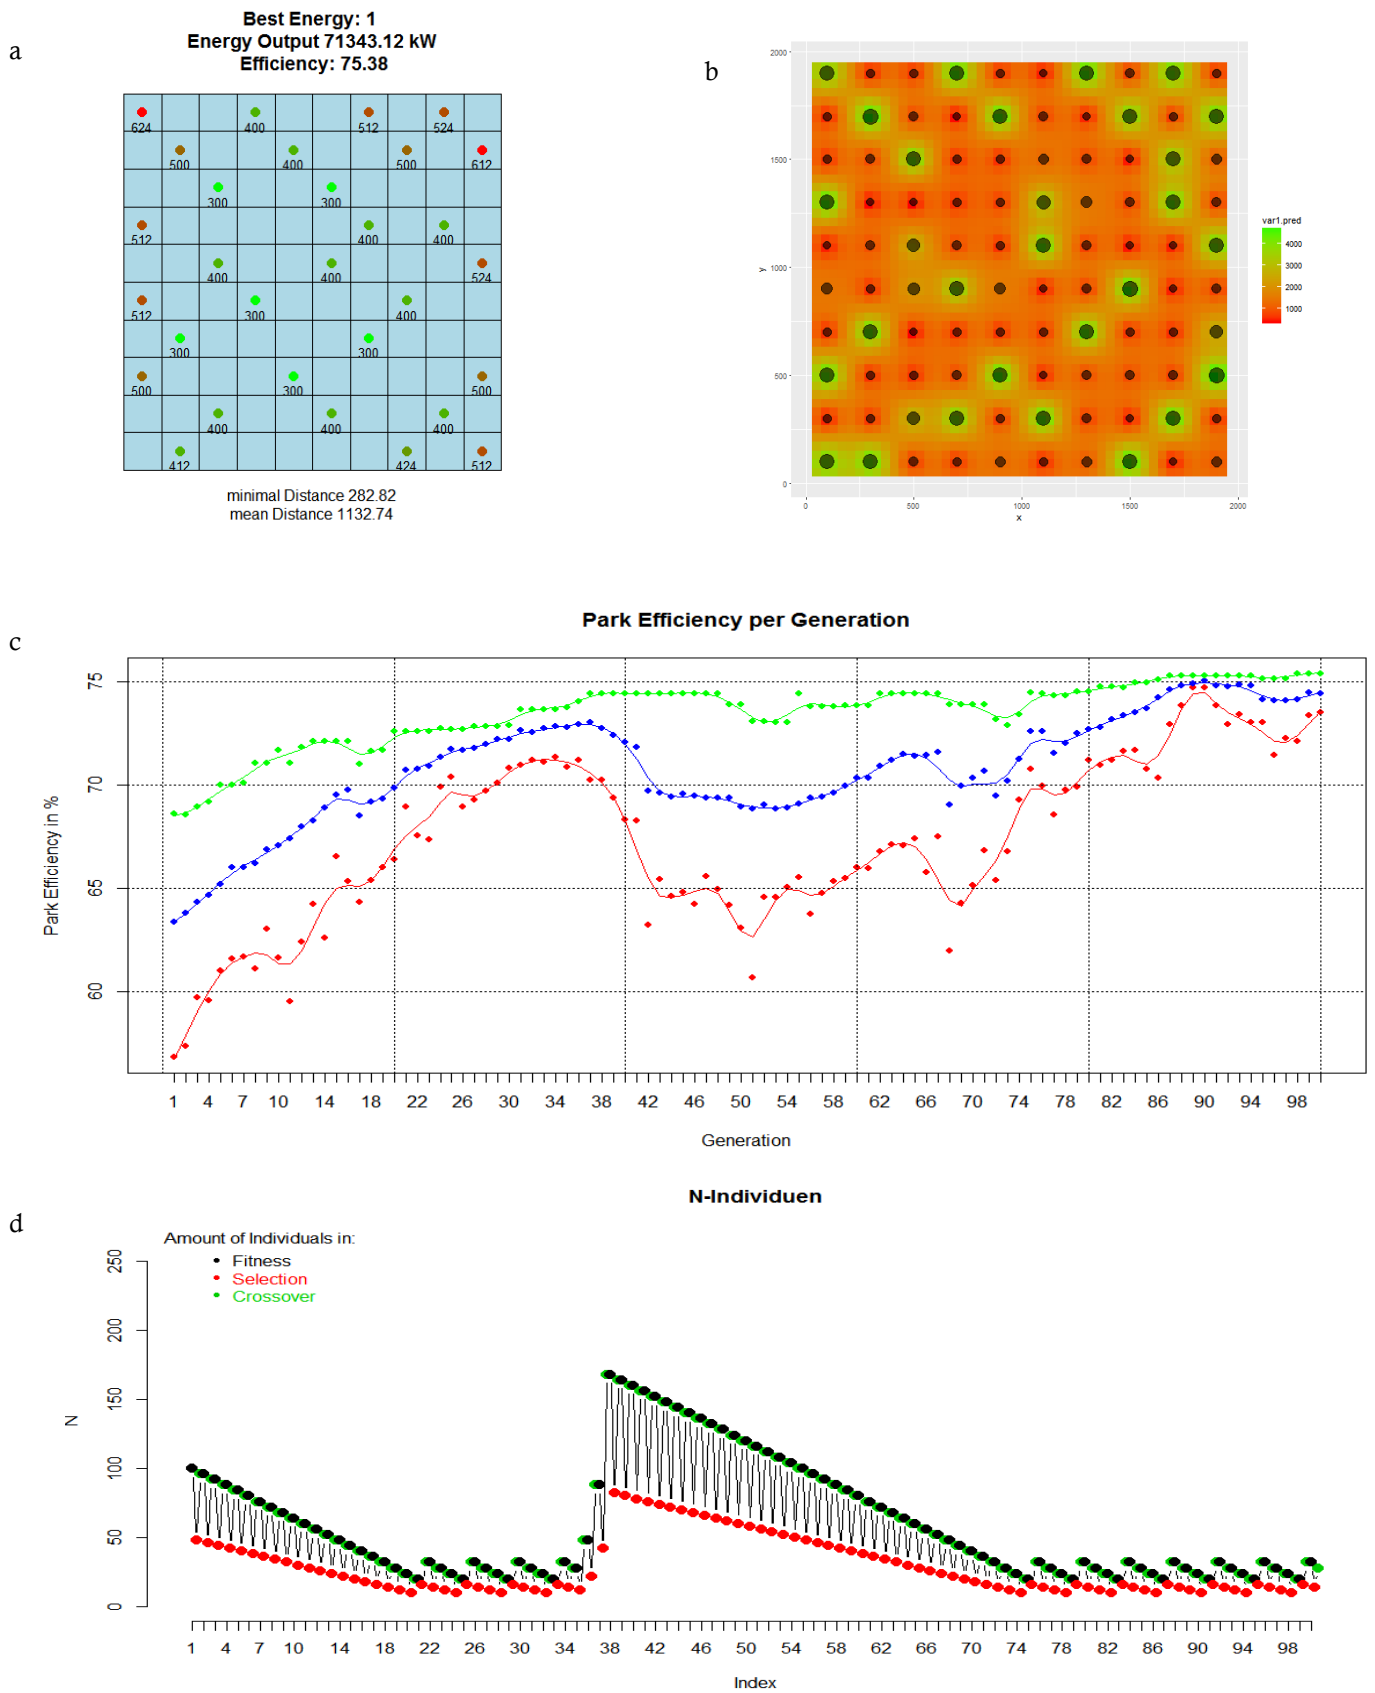 a
Best Energy: 1
Energy Output 71343.12 kW
Efficiency: 75.38
624 400 512 524
500 400 500 612
300 300
512 400 400
400 400 524
512 300 400
300 300
500 300 500
400 400 400
412 424 512
minimal Distance 282.82
mean Distance 1132.74
b
2000
1500
1000
500
0
y
0 500 1000 1500 2000
x
var1.pred
4000
3000
2000
1000
c
Park Efficiency per Generation
75
70
65
60
Park Efficiency in %
1 4 8 11 14 18 22 26 30 34 38 42 46 50 54 58 62 66 70 74 78 82 86 90 94 98
Generation
d
N-Individuen
Amount of Individuals in:
Fitness
Selection
Crossover
250
200
150
100
50
0
N
1 4 7 10 14 18 22 26 30 34 38 42 46 50 54 58 62 66 70 74 78 82 86 90 94 98
Index